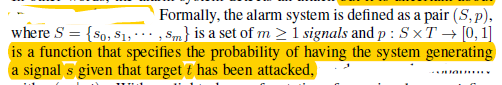 Formally, the alarm system is defined as a pair (S, p),
where S = {s₀, s₁, · · · , sₘ} is a set of m ≥ 1 signals and p : S×T → [0, 1]
is a function that specifies the probability of having the system generating
a signal s given that target t has been attacked,